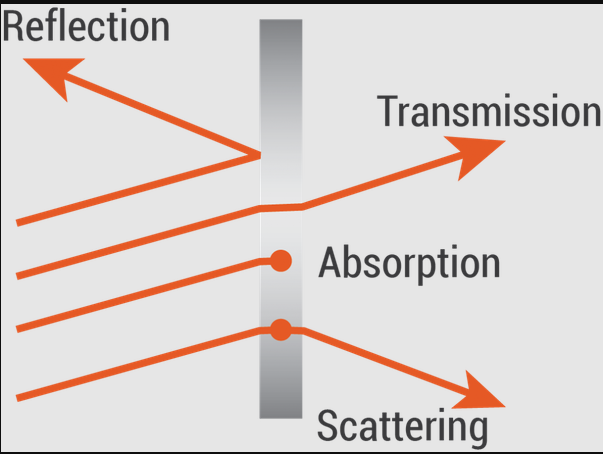 Reflection
Transmission
Absorption
Scattering